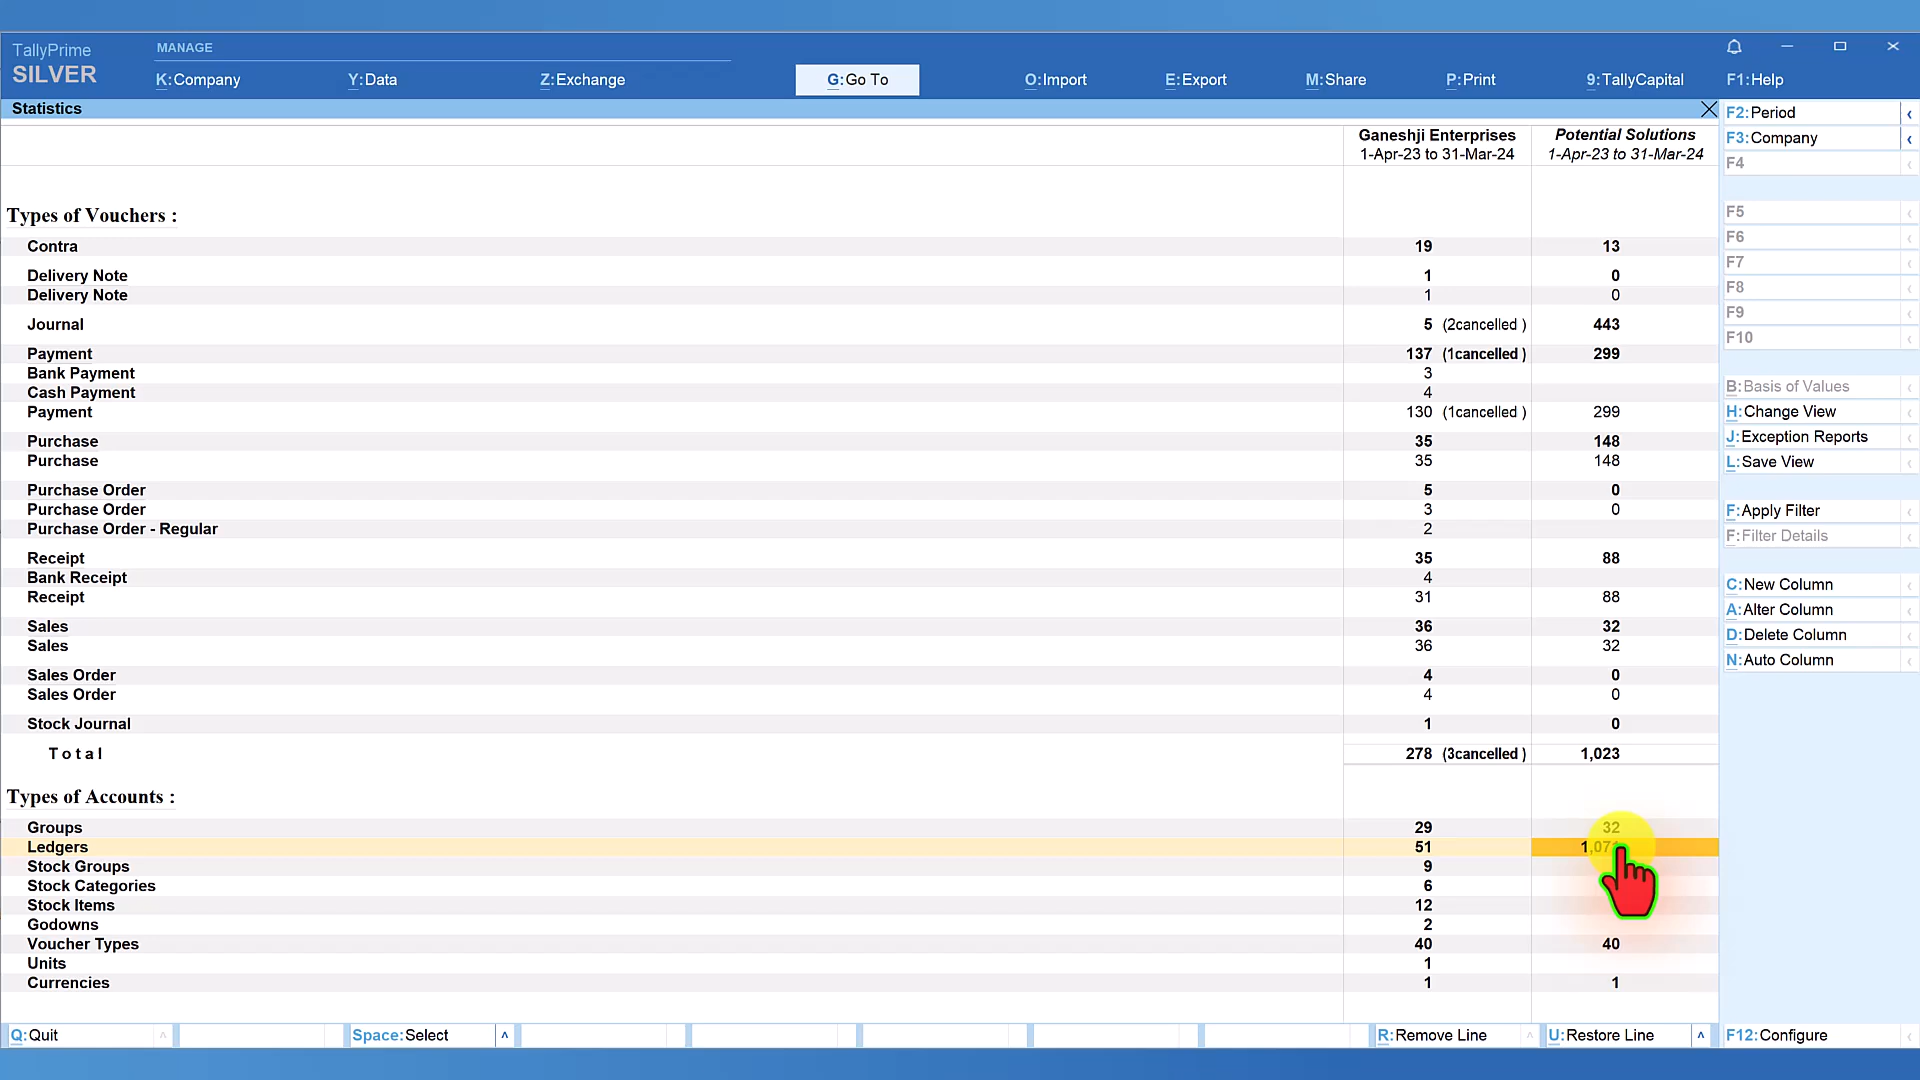 TallyPrime
SILVER
MANAGE
K:Company Y:Data Z:Exchange G:Go To O:Import E:Export M:Share P:Print 9:TallyCapital F1:Help
Statistics
Ganeshji Enterprises Potential Solutions
1-Apr-23 to 31-Mar-24 1-Apr-23 to 31-Mar-24
Types of Vouchers :
Contra 19 13
Delivery Note 1 0
Delivery Note 1 0
Journal 5 (2cancelled ) 443
Payment 137 (1cancelled ) 299
Bank Payment 3
Cash Payment 4
Payment 130 (1cancelled ) 299
Purchase 35 148
Purchase 35 148
Purchase Order 5 0
Purchase Order 3 0
Purchase Order - Regular 2
Receipt 35 88
Bank Receipt 4
Receipt 31 88
Sales 36 32
Sales 36 32
Sales Order 4 0
Sales Order 4 0
Stock Journal 1 0
Total 278 (3cancelled ) 1,023
Types of Accounts :
Groups 29 32
Ledgers 51
Stock Groups 9
Stock Categories 6
Stock Items 12
Godowns 2
Voucher Types 40 40
Units 1
Currencies 1 1
F2:Period
F3:Company
F4
F5
F6
F7
F8
F9
F10
B:Basis of Values
H:Change View
J:Exception Reports
L:Save View
F:Apply Filter
F:Filter Details
C:New Column
A:Alter Column
D:Delete Column
N:Auto Column
Q:Quit Space:Select R:Remove Line U:Restore Line F12:Configure